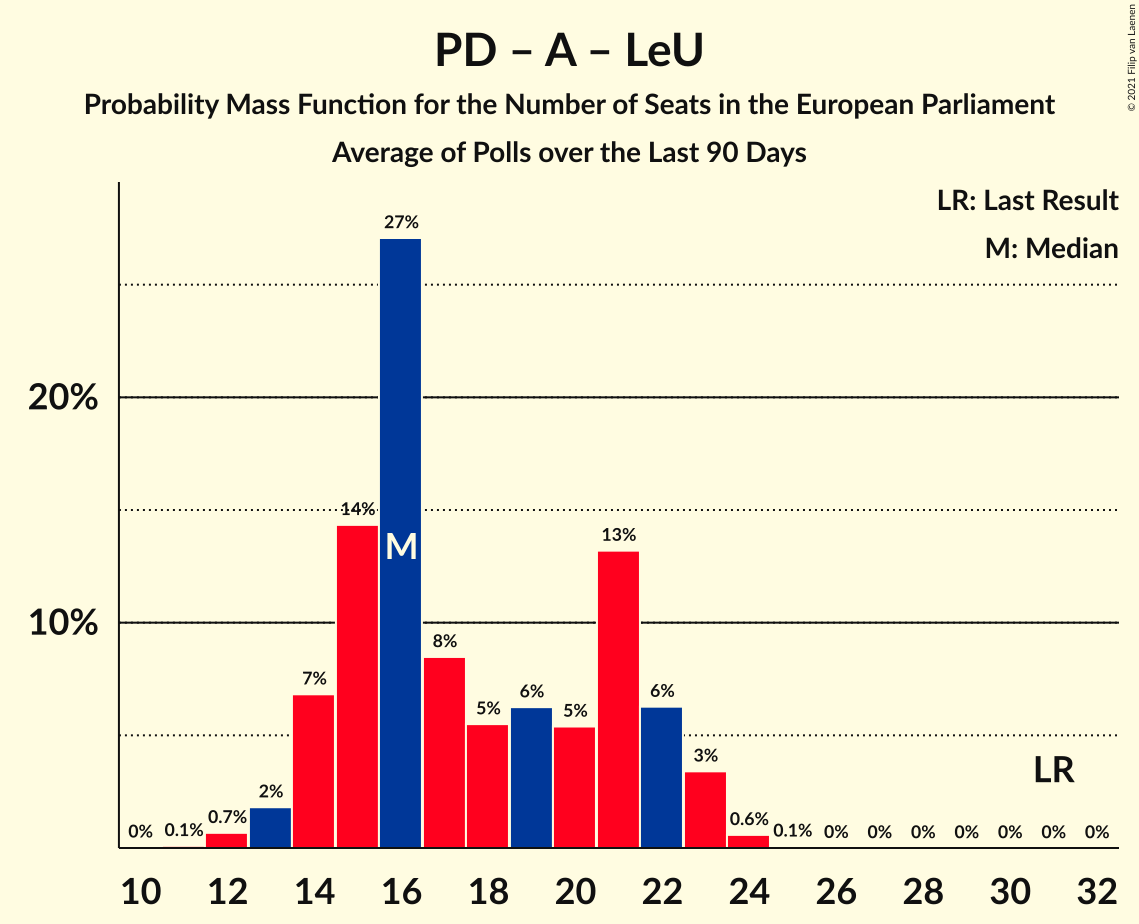 PD – A – LeU
Probability Mass Function for the Number of Seats in the European Parliament
Average of Polls over the Last 90 Days
© 2021 Filip van Laenen
LR: Last Result
M: Median
27%
20%
14%
M
13%
10%
8%
7%
6%
6%
5%
5%
3%
LR
2%
0% 0.1% 0.7% 0.6% 0.1% 0% 0% 0% 0% 0% 0% 0%
10 12 14 16 18 20 22 24 26 28 30 32